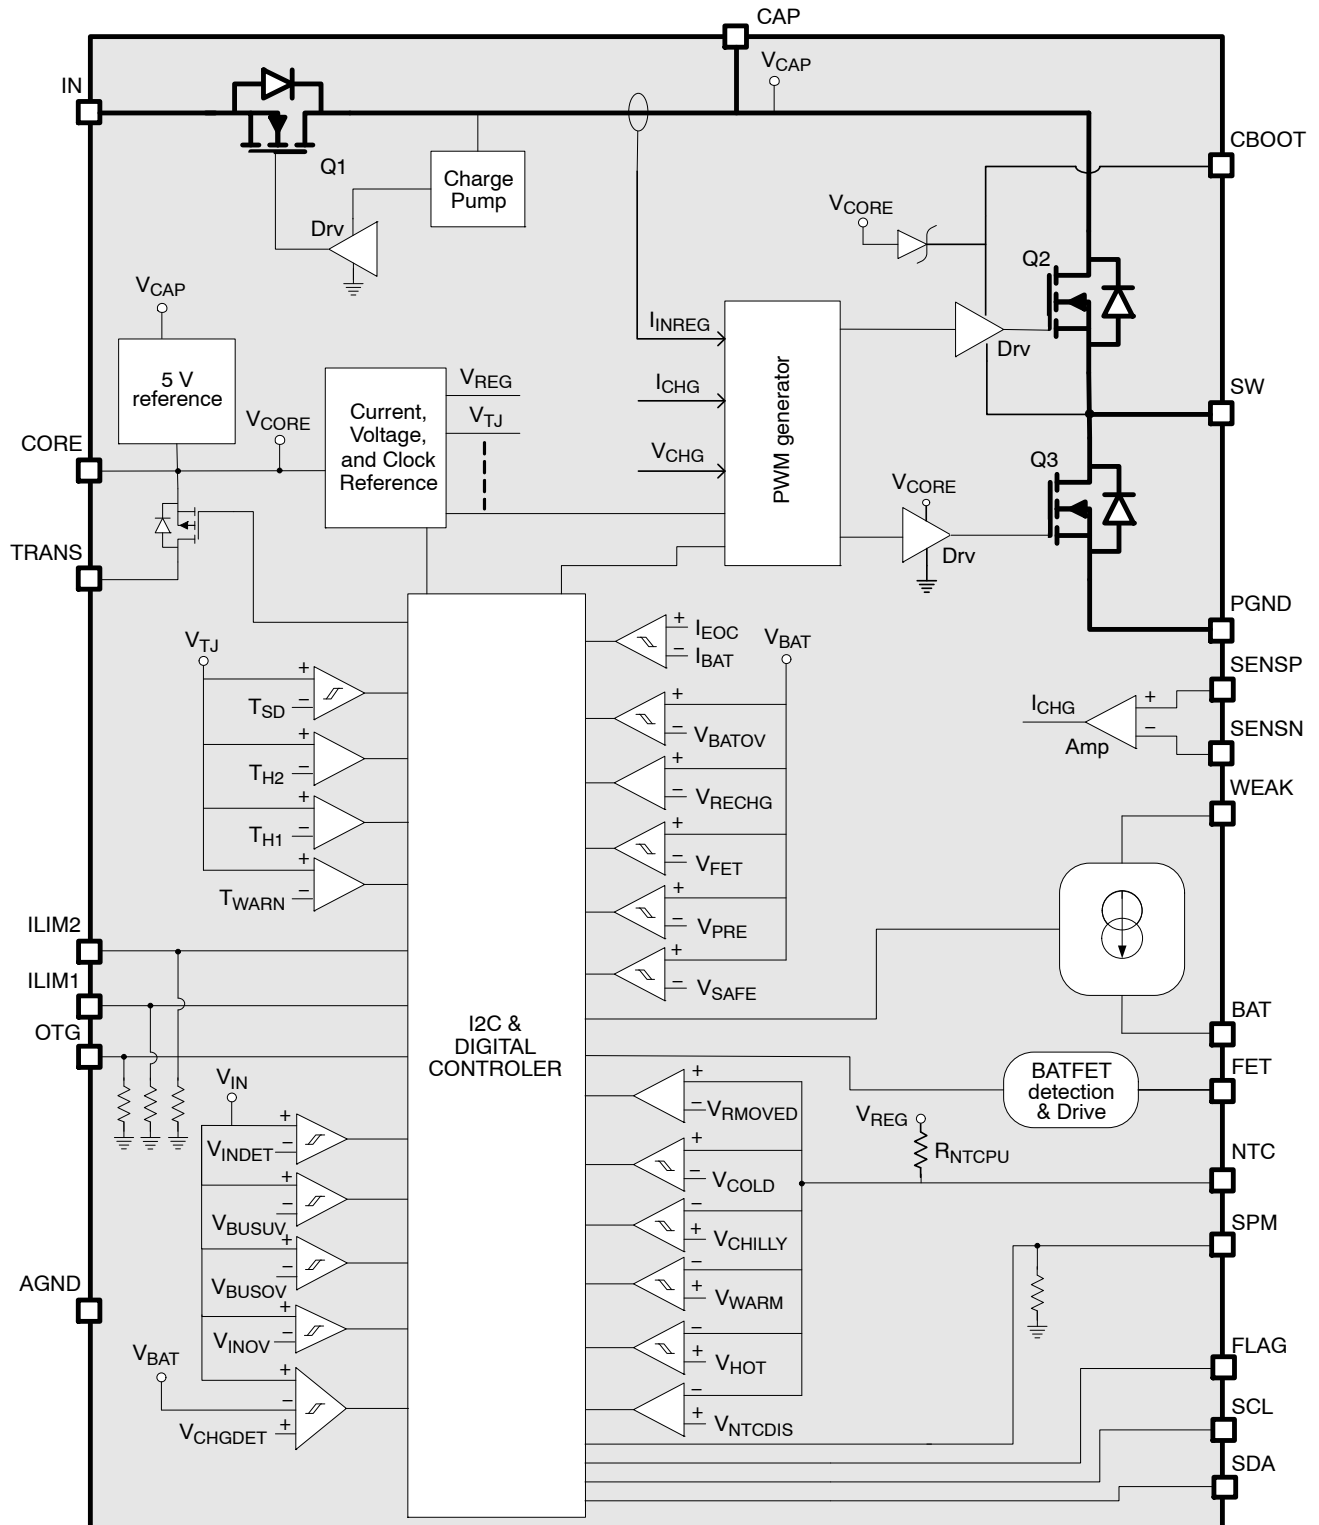 CAP
IN
VCAP
Q1
Charge
Pump
Drv
CBOOT
VCORE
Q2
VCAP
5 V
reference
IINREG
Drv
PWM generator
SW
VREG
ICHG
Current,
Voltage,
and Clock
Reference
VTJ
VCORE
CORE
VCHG
Q3
VCORE
Drv
TRANS
PGND
VTJ
+
−
IEOC
IBAT
VBAT
SENSP
+
−
TSD
+
−
VBATOV
ICHG
+
−
Amp
SENSN
+
−
TH2
+
−
VRECHG
WEAK
+
−
TH1
+
−
VFET
+
−
TWARN
+
−
VPRE
ILIM2
+
−
VSAFE
ILIM1
BAT
OTG
I2C &
DIGITAL
CONTROLER
BATFET
detection
& Drive
FET
VIN
+
−
VRMOVED
+
−
VINDET
VREG
RNTCPU
+
−
VCOLD
NTC
+
−
VBUSUV
−
+
VCHILLY
SPM
+
−
VBUSOV
−
+
VWARM
AGND
+
−
VINOV
−
+
VHOT
FLAG
VBAT
+
−
+
VCHGDET
−
+
VNTCDIS
SCL
SDA